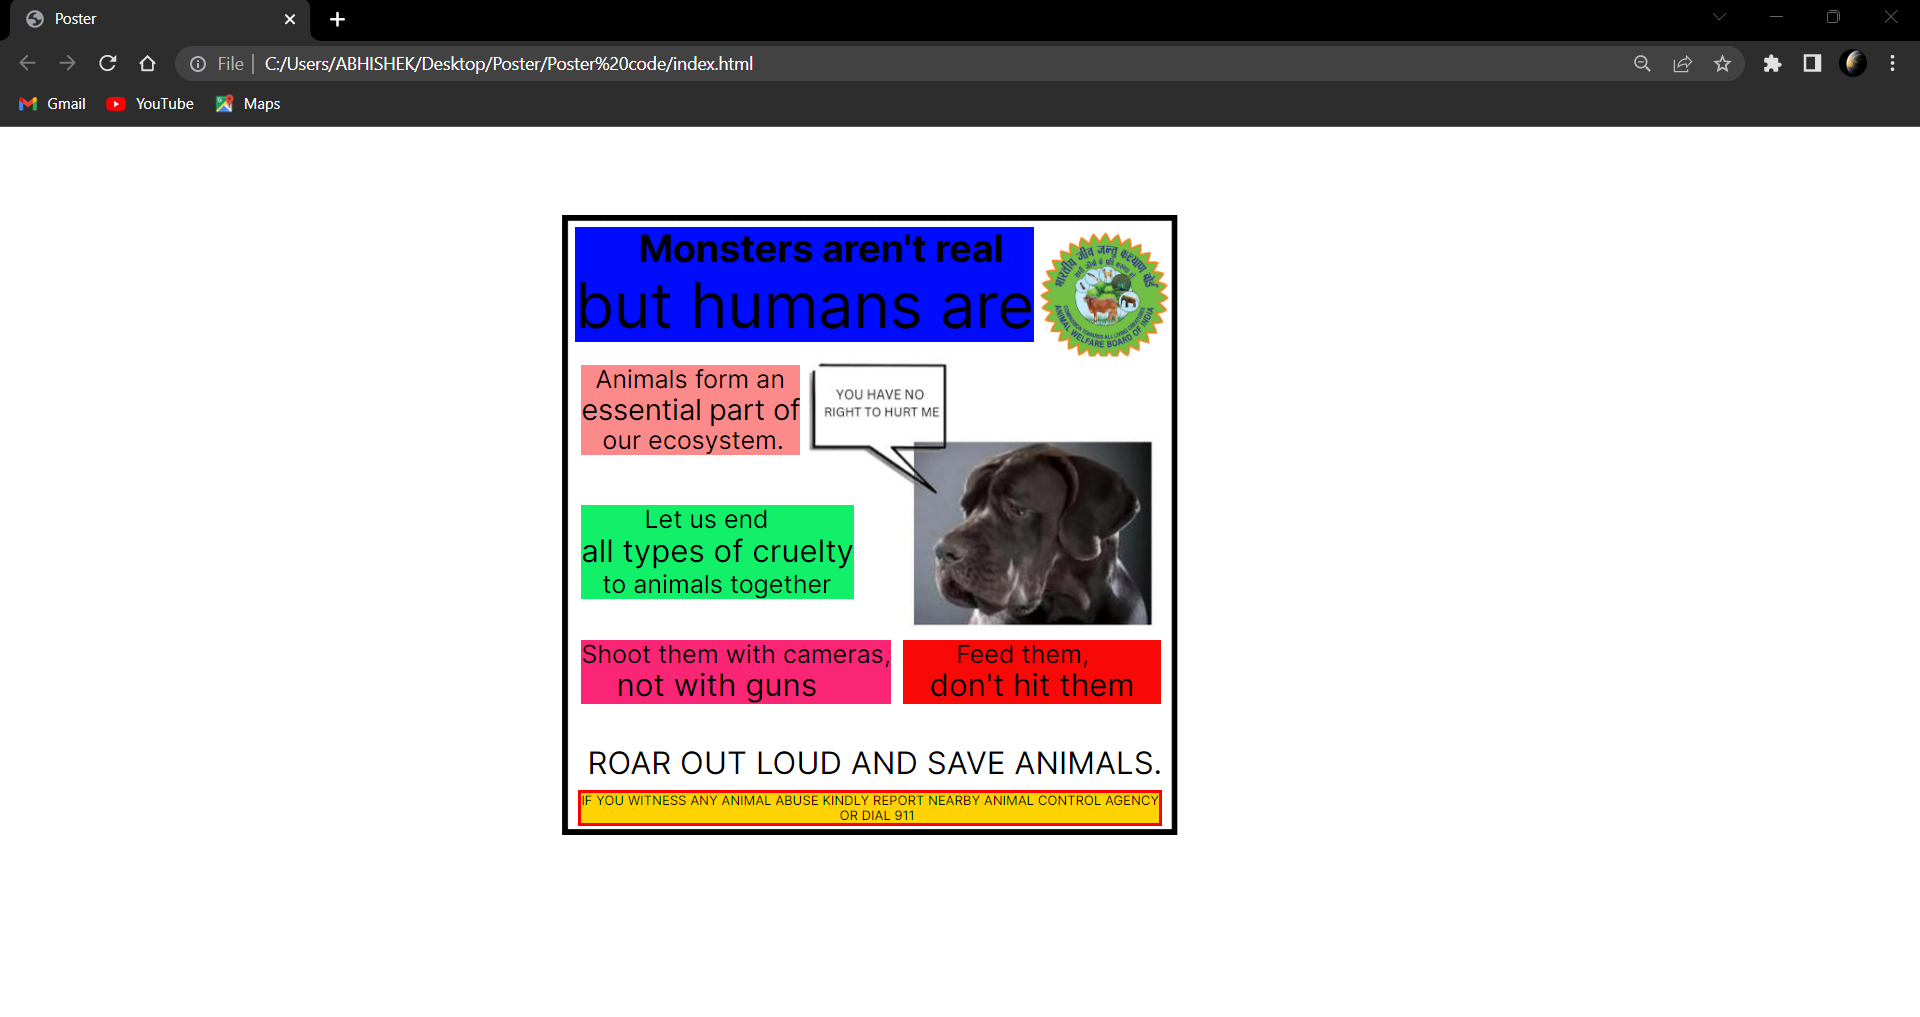 Poster
File
C:/Users/ABHISHEK/Desktop/Poster/Poster%20code/index.html
Gmail
YouTube
Maps
Monsters aren't real
but humans are
भारतीय जीव जन्तु कल्याण बोर्ड
ANIMAL WELFARE BOARD OF INDIA
Animals form an
essential part of
our ecosystem.
YOU HAVE NO
RIGHT TO HURT ME
Let us end
all types of cruelty
to animals together
Shoot them with cameras,
not with guns
Feed them,
don't hit them
ROAR OUT LOUD AND SAVE ANIMALS.
IF YOU WITNESS ANY ANIMAL ABUSE KINDLY REPORT NEARBY ANIMAL CONTROL AGENCY
OR DIAL 911